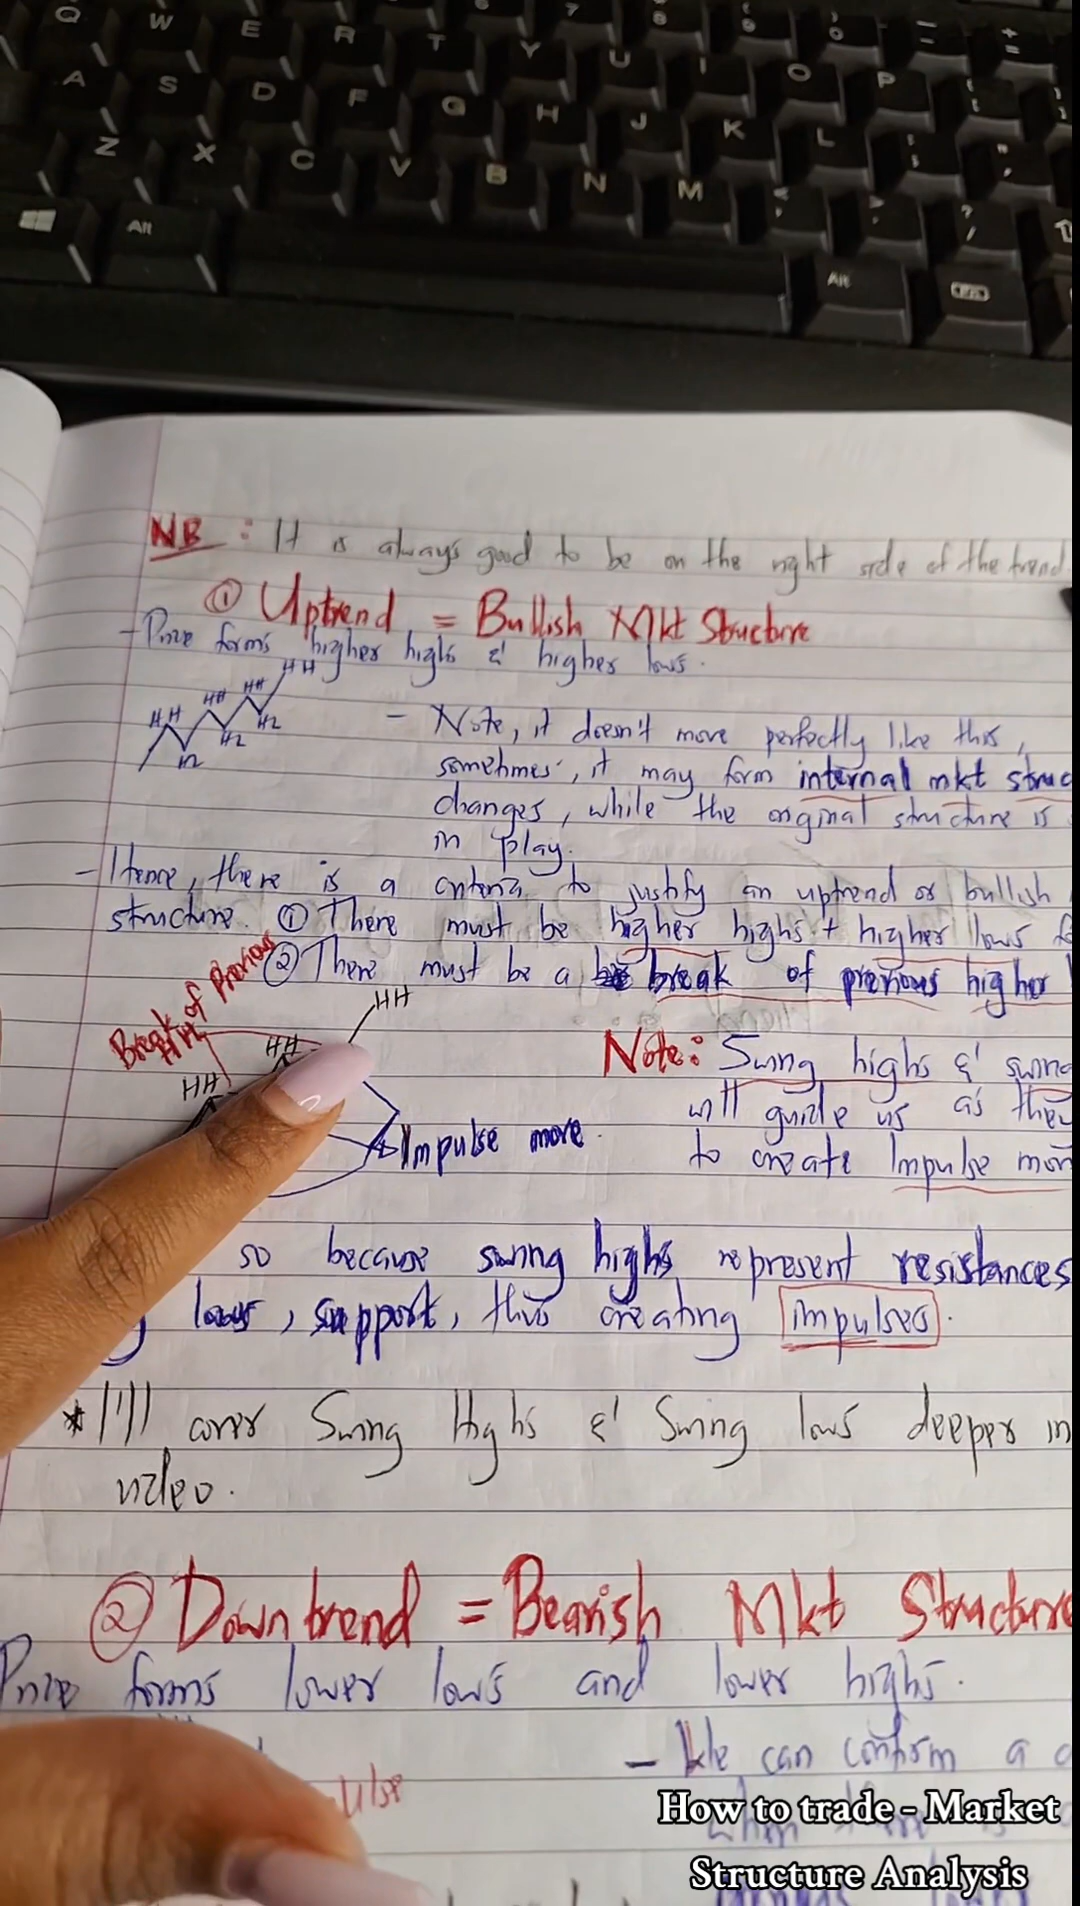 Q W E R T Y U I O P
A S D F G H J K L
Z X C V B N M
Alt
Alt
NB : It is always good to be on the right side of the trend.
① Uptrend = Bullish Mkt Structure
- Price forms higher highs & higher lows.
HH
HH
HH
HH
HL
HL
- Note, it doesn't move perfectly like this,
sometimes, it may form internal mkt struc
changes, while the original structure is
in play.
- Hence, there is a criteria to justify an uptrend or bullish
structure. ① There must be higher highs + higher lows
② There must be a break of previous higher
Break of Previous
HH
HH
HH
HH
Impulse move
Note: Swing highs & swing
will guide us as they
to create Impulse mov
so because swing highs represent resistances
lows, support, this creating impulses.
* I'll cover Swing Highs & Swing lows deeper in
video.
② Downtrend = Bearish Mkt Structure
Price forms lower lows and lower highs.
- We can confirm a
ulse
How to trade - Market
Structure Analysis